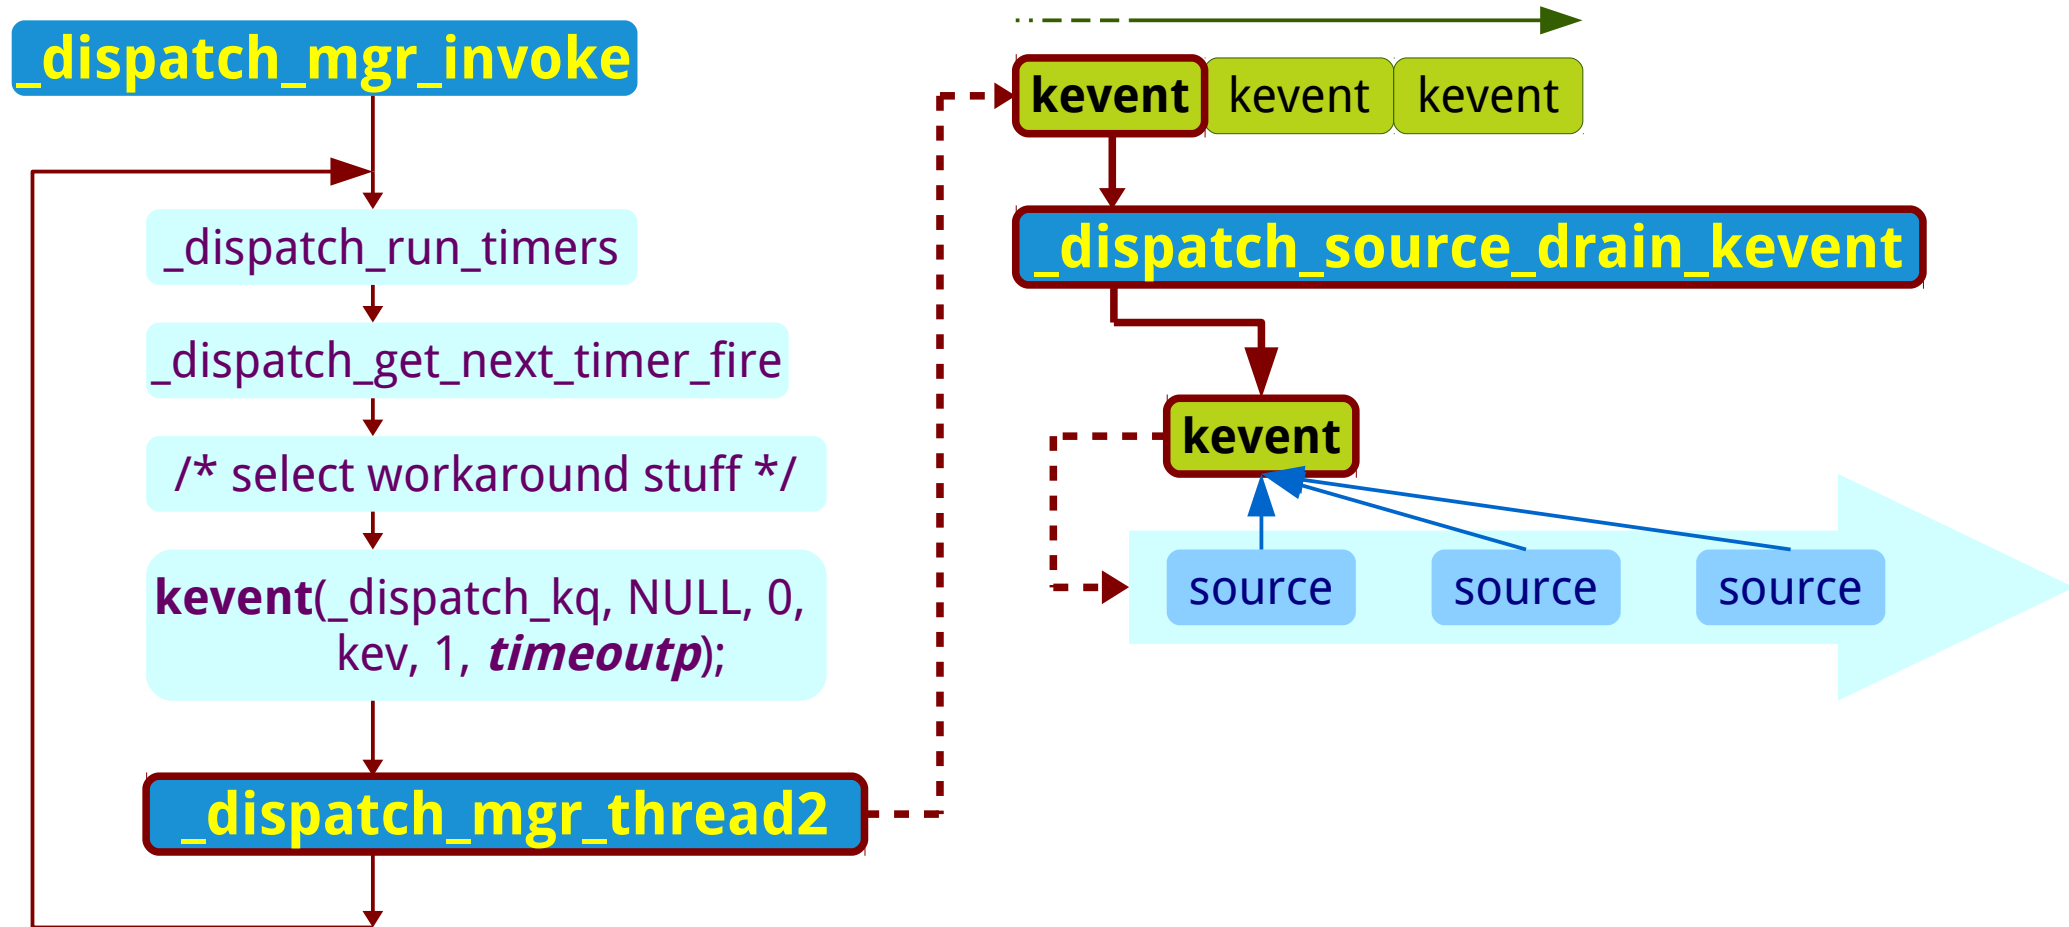 _dispatch_mgr_invoke
_dispatch_run_timers
_dispatch_get_next_timer_fire
/* select workaround stuff */
kevent(_dispatch_kq, NULL, 0,
kev, 1, timeoutp);
_dispatch_mgr_thread2
kevent kevent kevent
_dispatch_source_drain_kevent
kevent
source source source